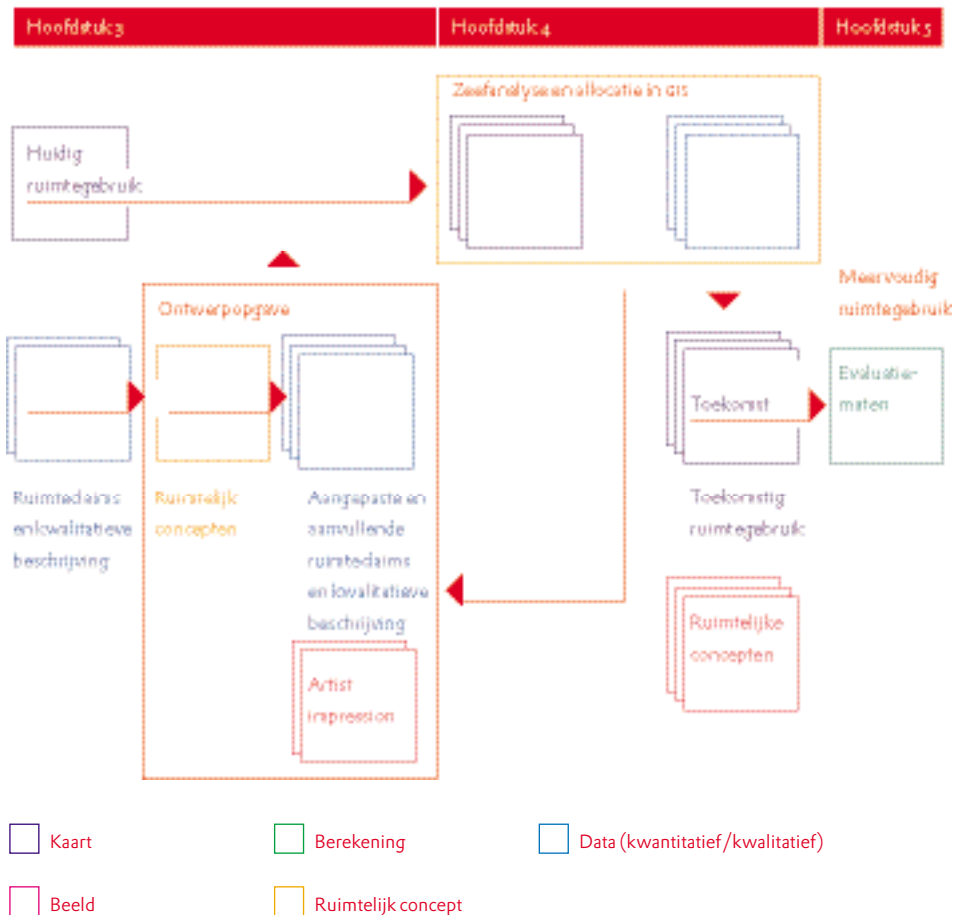 Hoofdstuk 3
Hoofdstuk 4
Hoofdstuk 5
Zeefanalyse en allocatie in GIS
Huidig
ruimtegebruik
Meervoudig
ruimtegebruik
Ontwerpopgave
Toekomst
Evaluatie-
maten
Ruimteclaims
en kwalitatieve
beschrijving
Ruimtelijk
concepten
Aangepaste en
aanvullende
ruimteclaims
en kwalitatieve
beschrijving
Toekomstig
ruimtegebruik
Ruimtelijke
concepten
Artist
impression
Kaart
Berekening
Data (kwantitatief/kwalitatief)
Beeld
Ruimtelijk concept